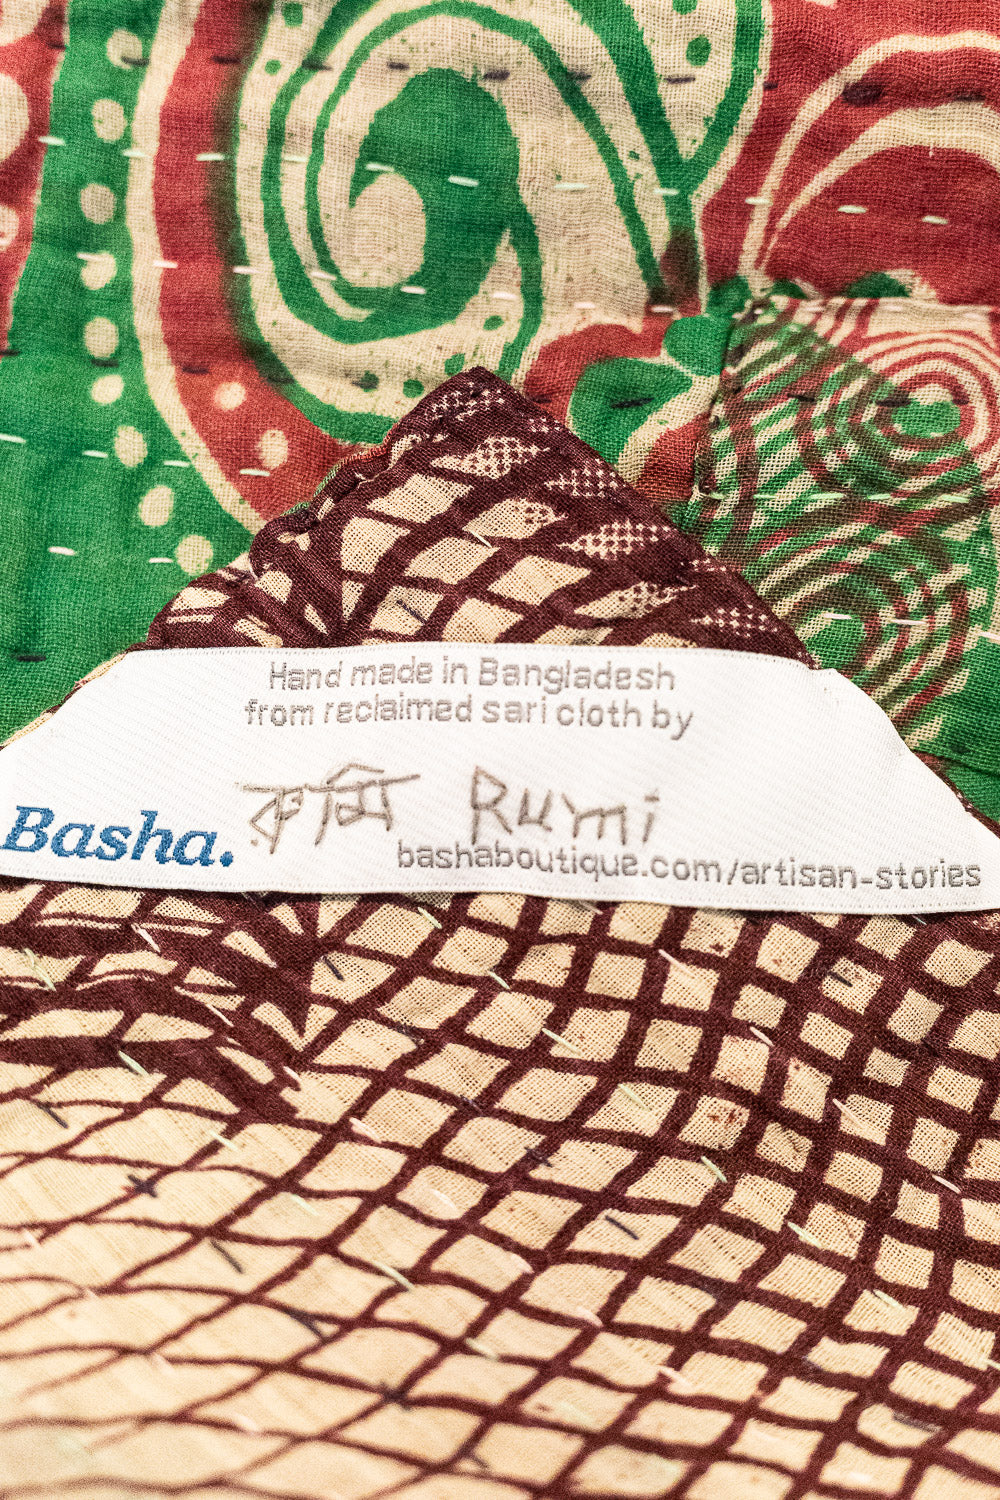 Hand made in Bangladesh
from reclaimed sari cloth by
রুমি Rumi
Basha.
bashaboutique.com/artisan-stories